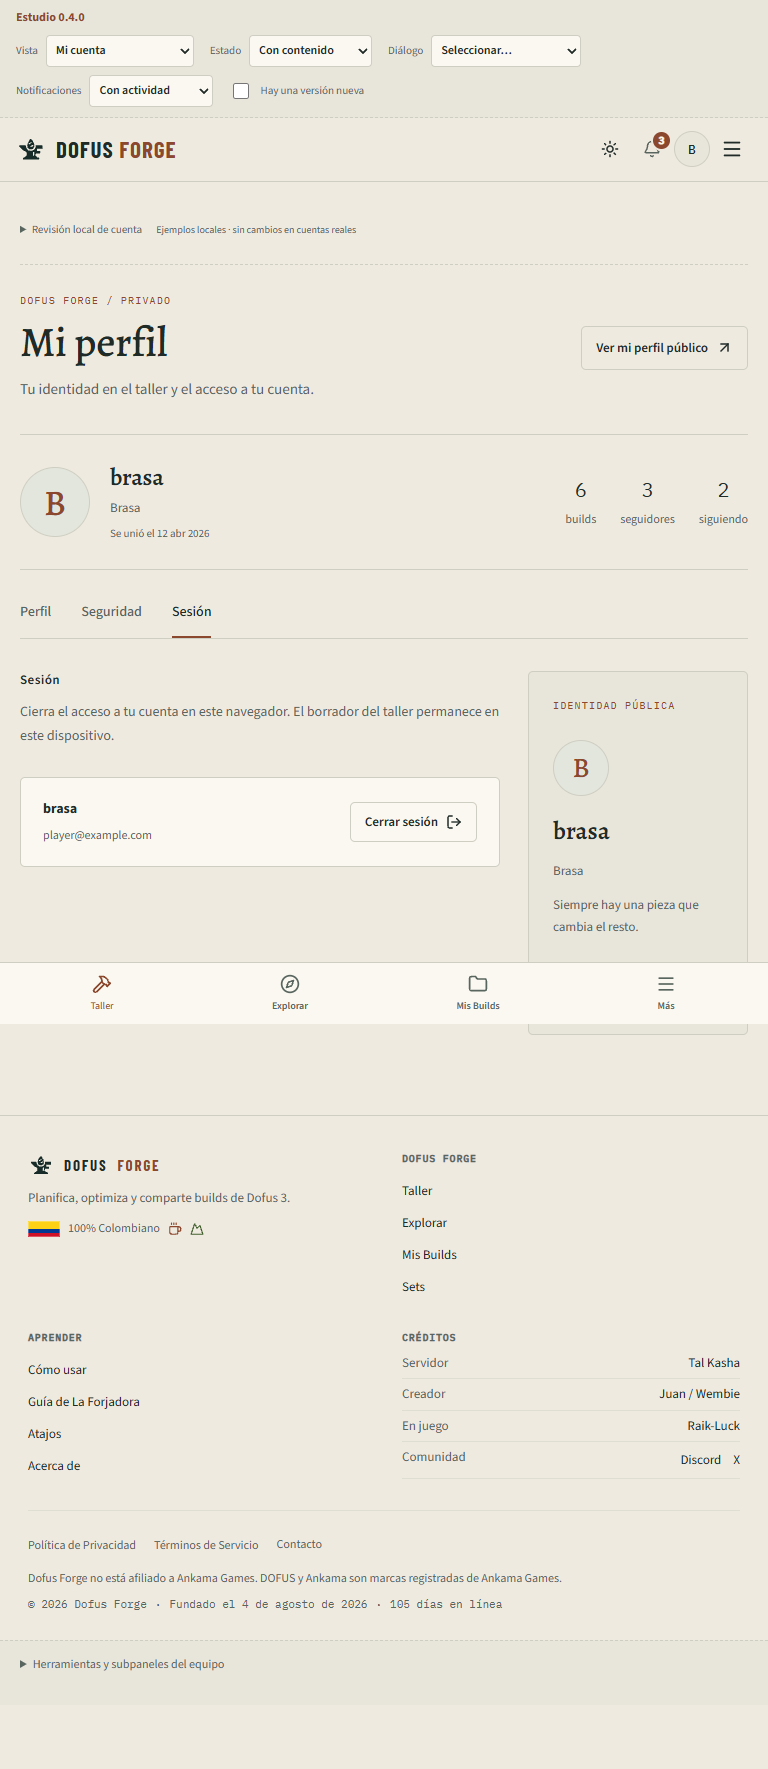 Estudio 0.4.0
Vista Mi cuenta Estado Con contenido Diálogo Seleccionar...
Notificaciones Con actividad Hay una versión nueva
DOFUS FORGE 3 B
Revisión local de cuenta Ejemplos locales · sin cambios en cuentas reales
DOFUS FORGE / PRIVADO
Mi perfil
Ver mi perfil público
Tu identidad en el taller y el acceso a tu cuenta.
B
brasa
Brasa
Se unió el 12 abr 2026
6 builds
3 seguidores
2 siguiendo
Perfil Seguridad Sesión
Sesión
Cierra el acceso a tu cuenta en este navegador. El borrador del taller permanece en
este dispositivo.
brasa
player@example.com
Cerrar sesión
IDENTIDAD PÚBLICA
B
brasa
Brasa
Siempre hay una pieza que
cambia el resto.
Taller Explorar Mis Builds Más
DOFUS FORGE
Planifica, optimiza y comparte builds de Dofus 3.
100% Colombiano
DOFUS FORGE
Taller
Explorar
Mis Builds
Sets
APRENDER
Cómo usar
Guía de La Forjadora
Atajos
Acerca de
CRÉDITOS
Servidor Tal Kasha
Creador Juan / Wembie
En juego Raik-Luck
Comunidad Discord X
Política de Privacidad Términos de Servicio Contacto
Dofus Forge no está afiliado a Ankama Games. DOFUS y Ankama son marcas registradas de Ankama Games.
© 2026 Dofus Forge · Fundado el 4 de agosto de 2026 · 105 días en línea
Herramientas y subpaneles del equipo